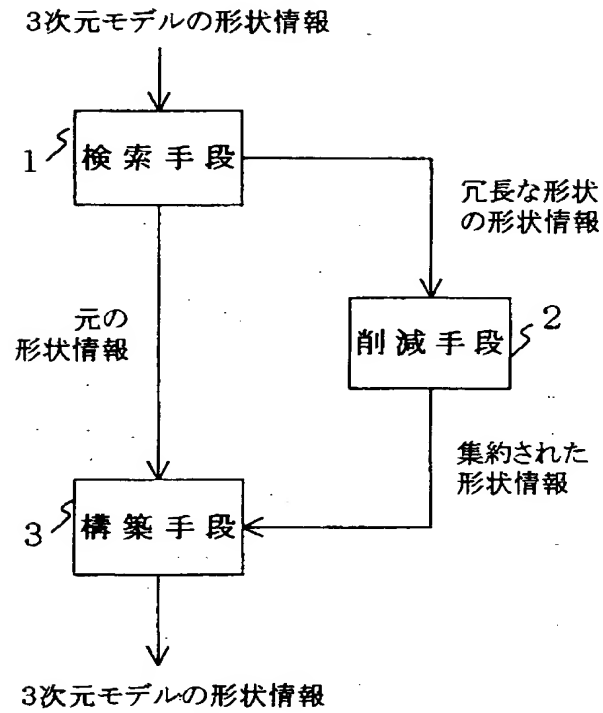 3次元モデルの形状情報
1
検索手段
冗長な形状
の形状情報
元の
形状情報
2
削減手段
集約された
形状情報
3
構築手段
3次元モデルの形状情報